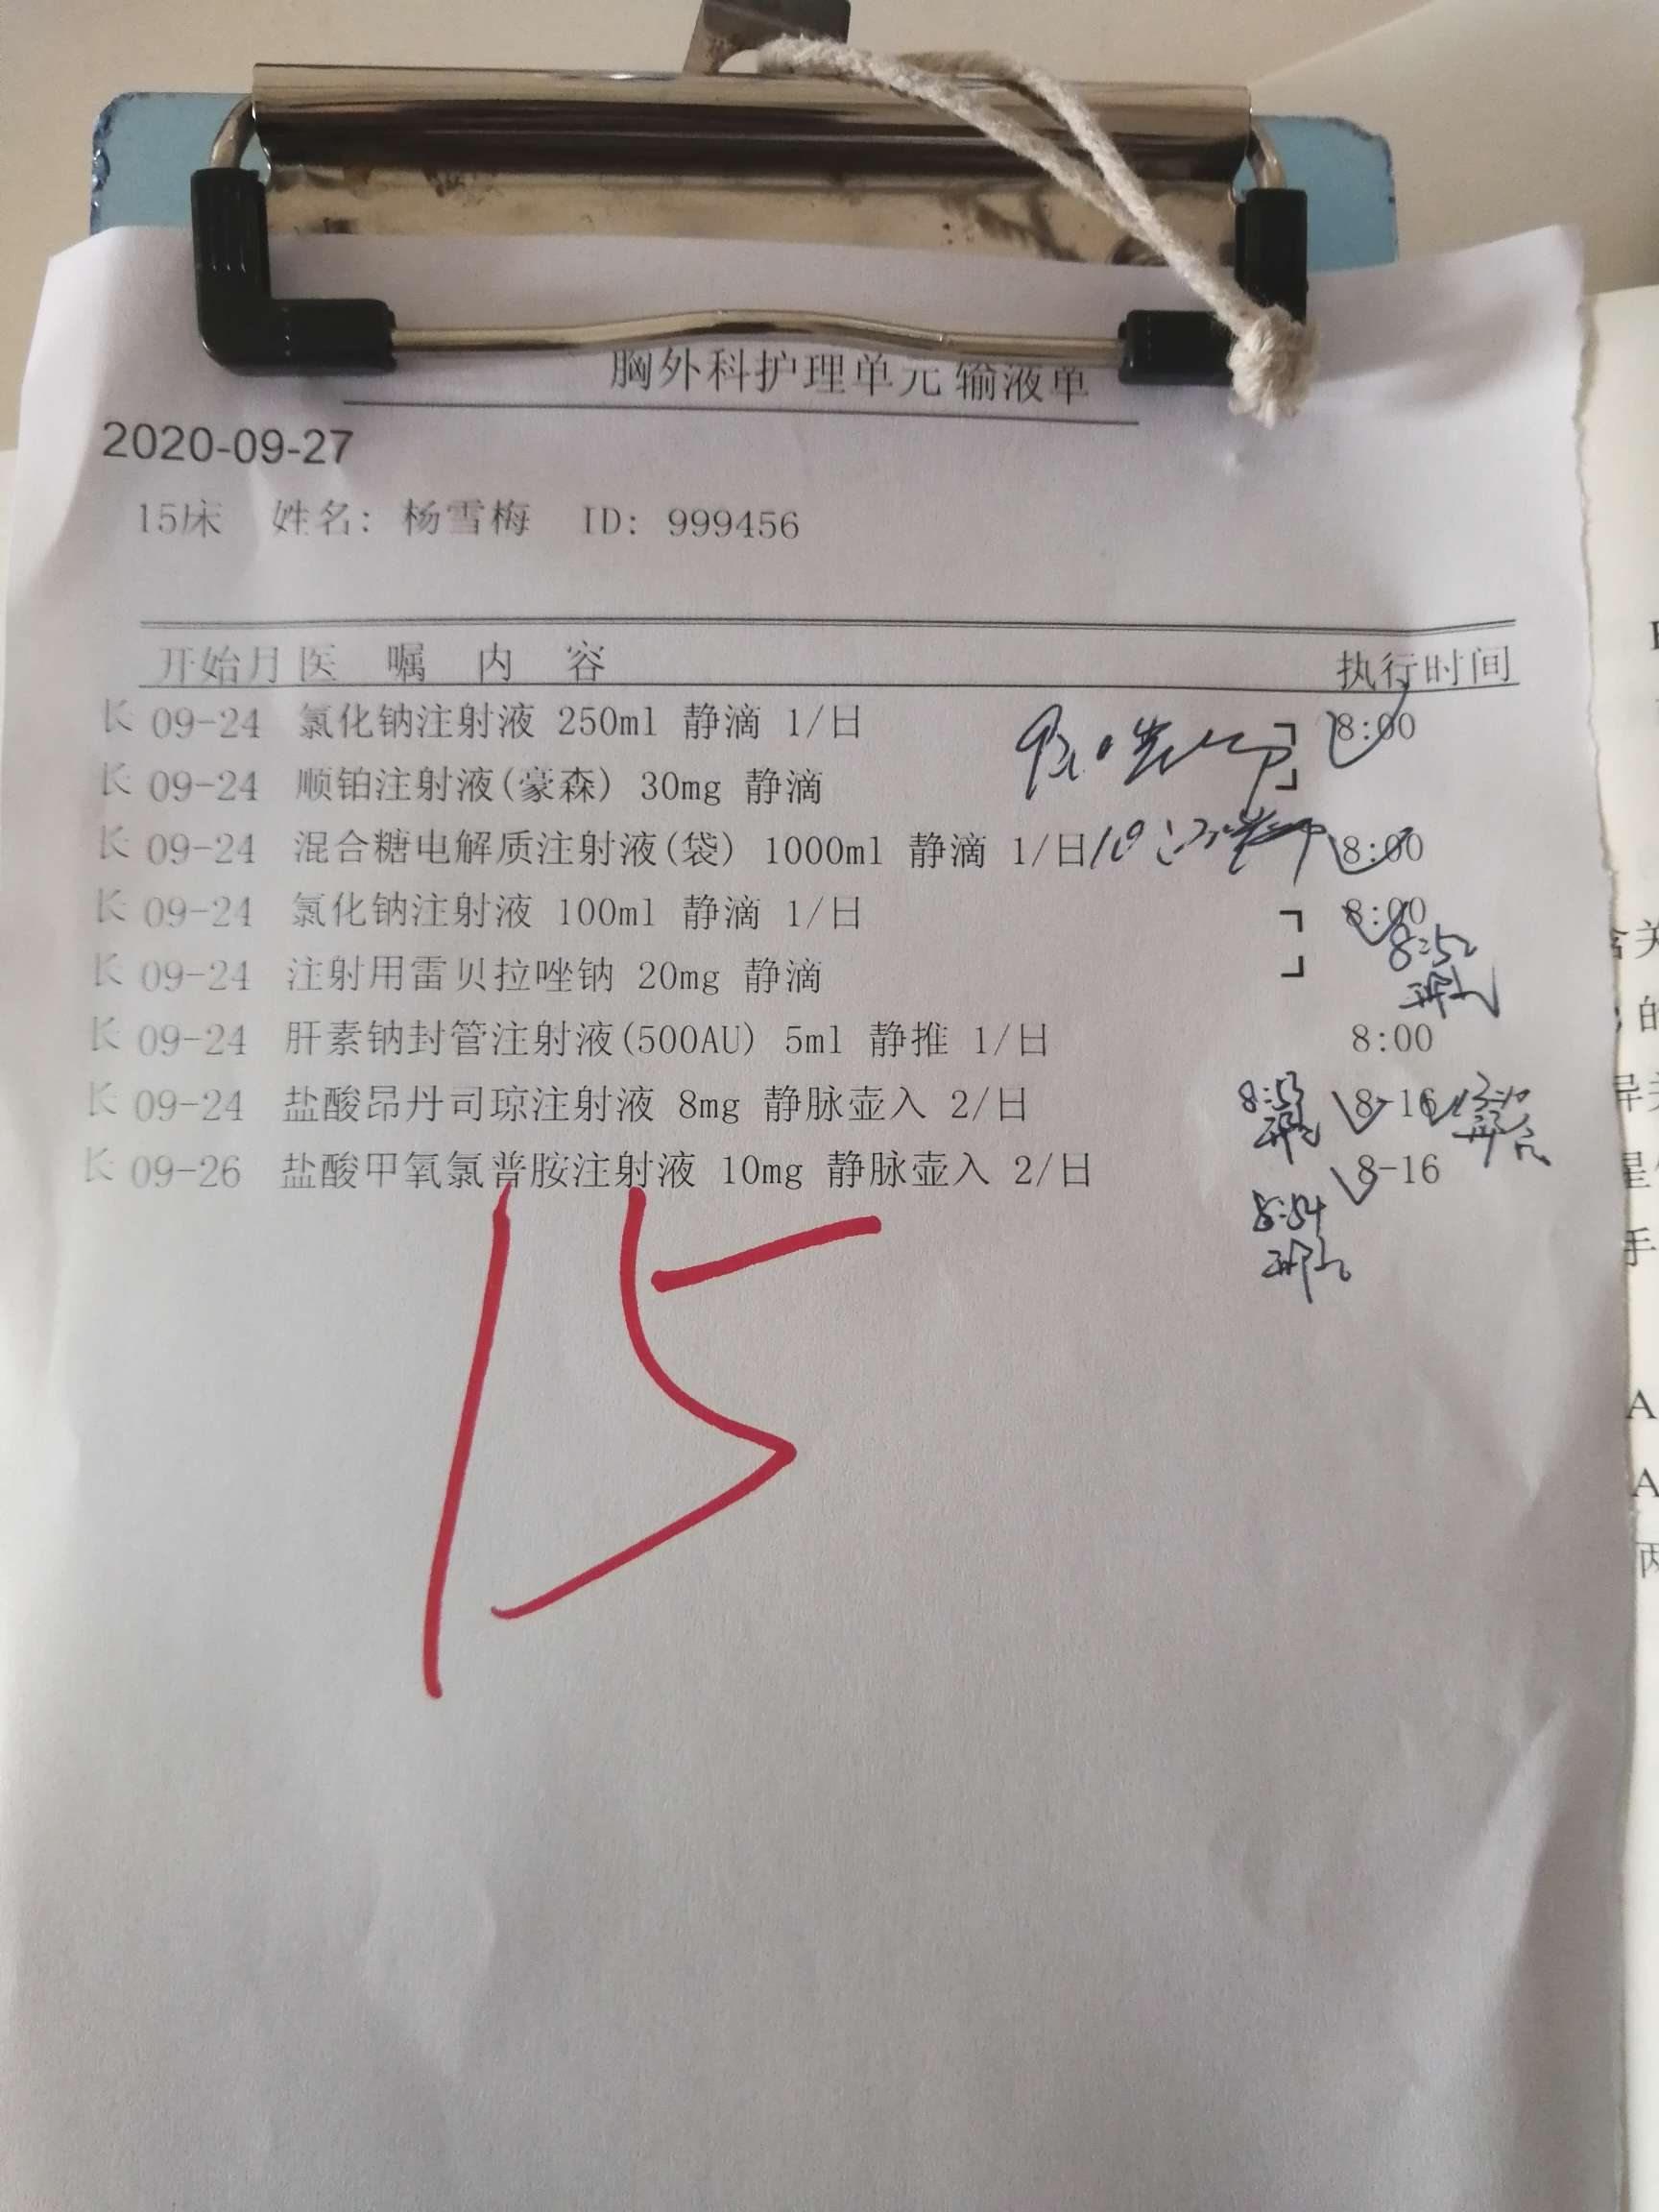 胸外科护理单元 输液单
2020-09-27
15床 姓名: 杨雪梅 ID: 999456
开始月 医 嘱 内 容 执行时间
长 09-24 氯化钠注射液 250ml 静滴 1/日 8:00
长 09-24 顺铂注射液(豪森) 30mg 静滴
长 09-24 混合糖电解质注射液(袋) 1000ml 静滴 1/日 8:00
长 09-24 氯化钠注射液 100ml 静滴 1/日 8:00
8:52
长 09-24 注射用雷贝拉唑钠 20mg 静滴
长 09-24 肝素钠封管注射液(500AU) 5ml 静推 1/日 8:00
长 09-24 盐酸昂丹司琼注射液 8mg 静脉壶入 2/日 8:53 8-16
长 09-26 盐酸甲氧氯普胺注射液 10mg 静脉壶入 2/日 8-16
8:54
15
A
A